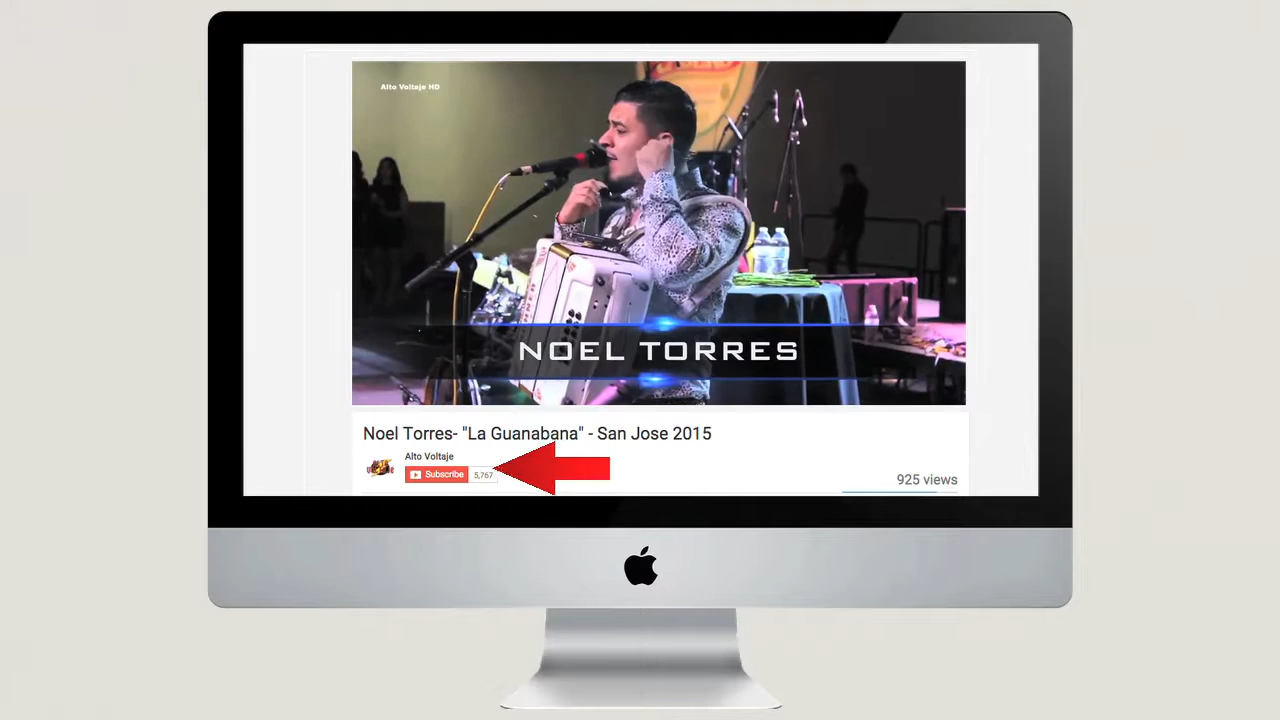 Alto Voltaje HD
NOEL TORRES
Noel Torres- "La Guanabana" - San Jose 2015
Alto Voltaje
Subscribe 5,767
925 views